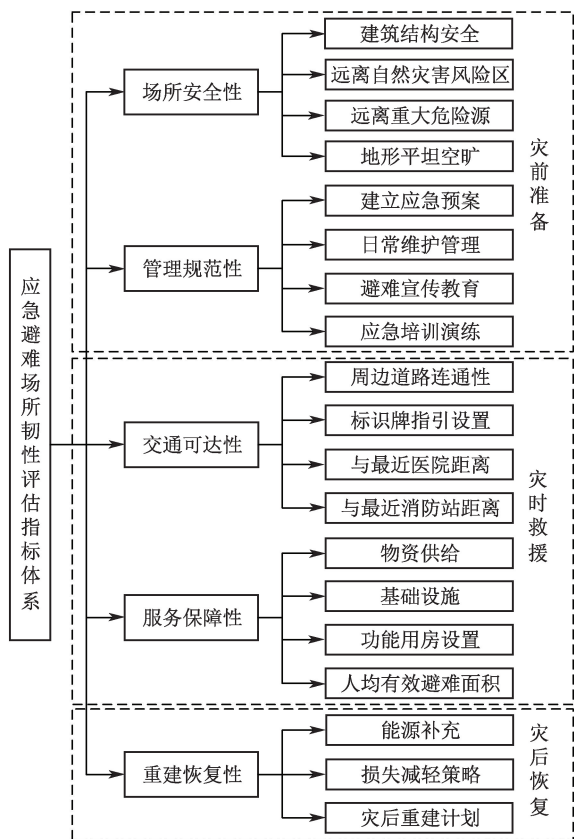 应急避难场所韧性评估指标体系
场所安全性
建筑结构安全
远离自然灾害风险区
远离重大危险源
地形平坦空旷
管理规范性
建立应急预案
日常维护管理
避难宣传教育
应急培训演练
灾前准备
交通可达性
周边道路连通性
标识牌指引设置
与最近医院距离
与最近消防站距离
服务保障性
物资供给
基础设施
功能用房设置
人均有效避难面积
灾时救援
重建恢复性
能源补充
损失减轻策略
灾后重建计划
灾后恢复